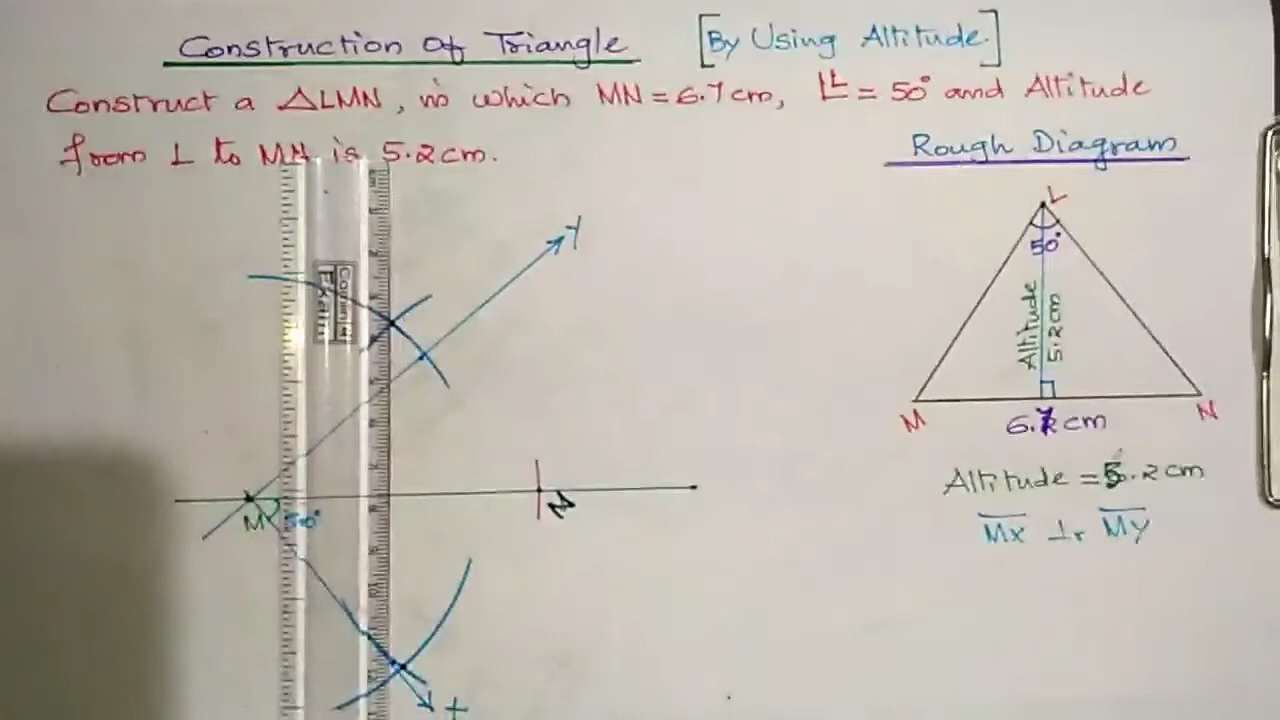 Construction Of Triangle [By Using Altitude.]
Construct a △LMN, in which MN = 6.7 cm, ∠L = 50° and Altitude
from L to MN is 5.2 cm.
Rough Diagram
L
50°
Altitude
5.2 cm
M
N
6.7 cm
Altitude = 5.2 cm
Mx ⊥r My
Y
M
50°
N